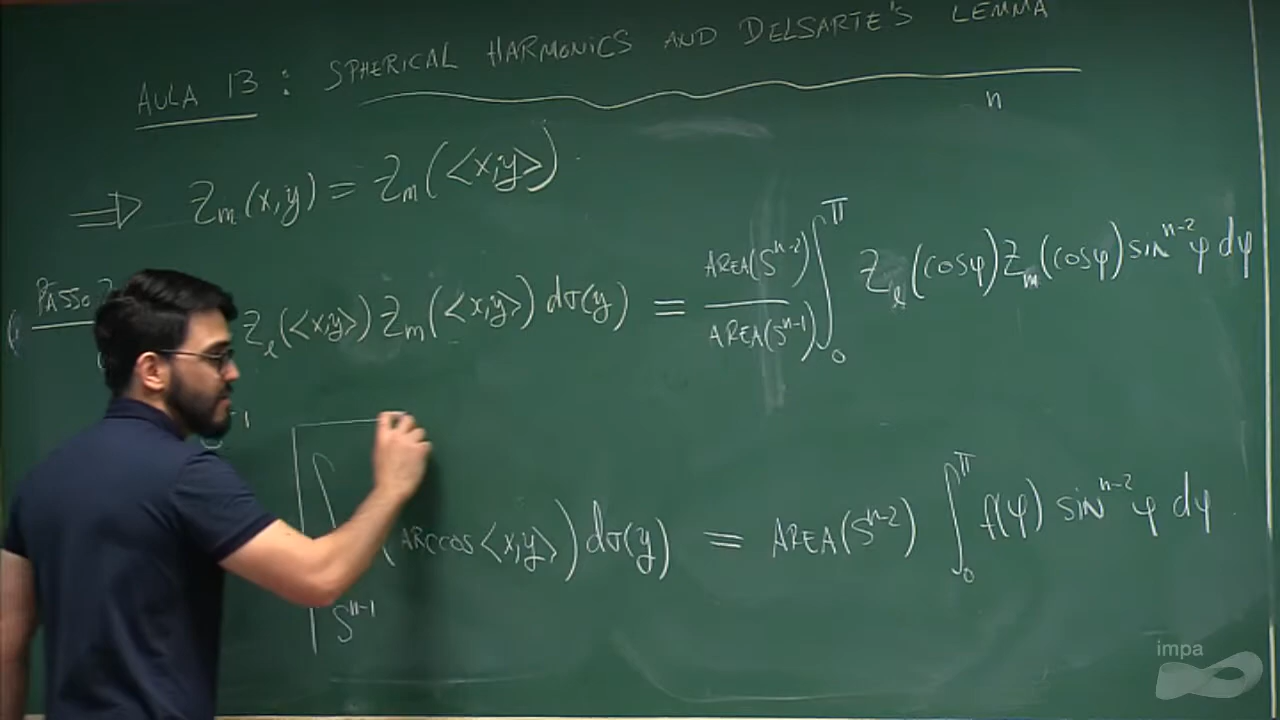 AULA 13 : SPHERICAL HARMONICS AND DELSARTE'S LEMMA
n
⟹ Z_m(x,y) = Z_m(<x,y>).
PASSO
Z_ℓ(<x,y>) Z_m(<x,y>) dσ(y) = AREA(S^{n-2}) / AREA(S^{n-1}) ∫_0^π Z_ℓ(cosφ) Z_m(cosφ) sin^{n-2}φ dφ
∫_{S^{n-1}} (ARCCOS <x,y>) dσ(y) = AREA(S^{n-2}) ∫_0^π f(φ) sin^{n-2}φ dφ.
impa